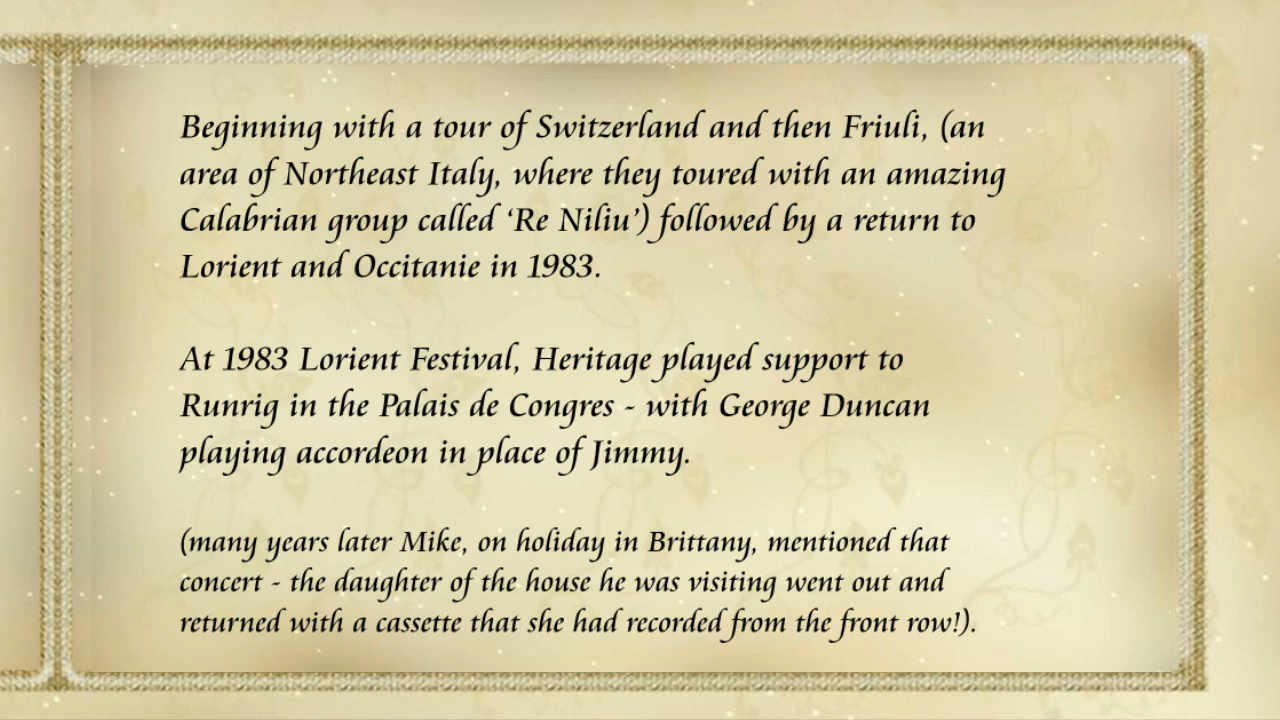 Beginning with a tour of Switzerland and then Friuli, (an
area of Northeast Italy, where they toured with an amazing
Calabrian group called ‘Re Niliu’) followed by a return to
Lorient and Occitanie in 1983.
At 1983 Lorient Festival, Heritage played support to
Runrig in the Palais de Congres - with George Duncan
playing accordeon in place of Jimmy.
(many years later Mike, on holiday in Brittany, mentioned that
concert - the daughter of the house he was visiting went out and
returned with a cassette that she had recorded from the front row!).